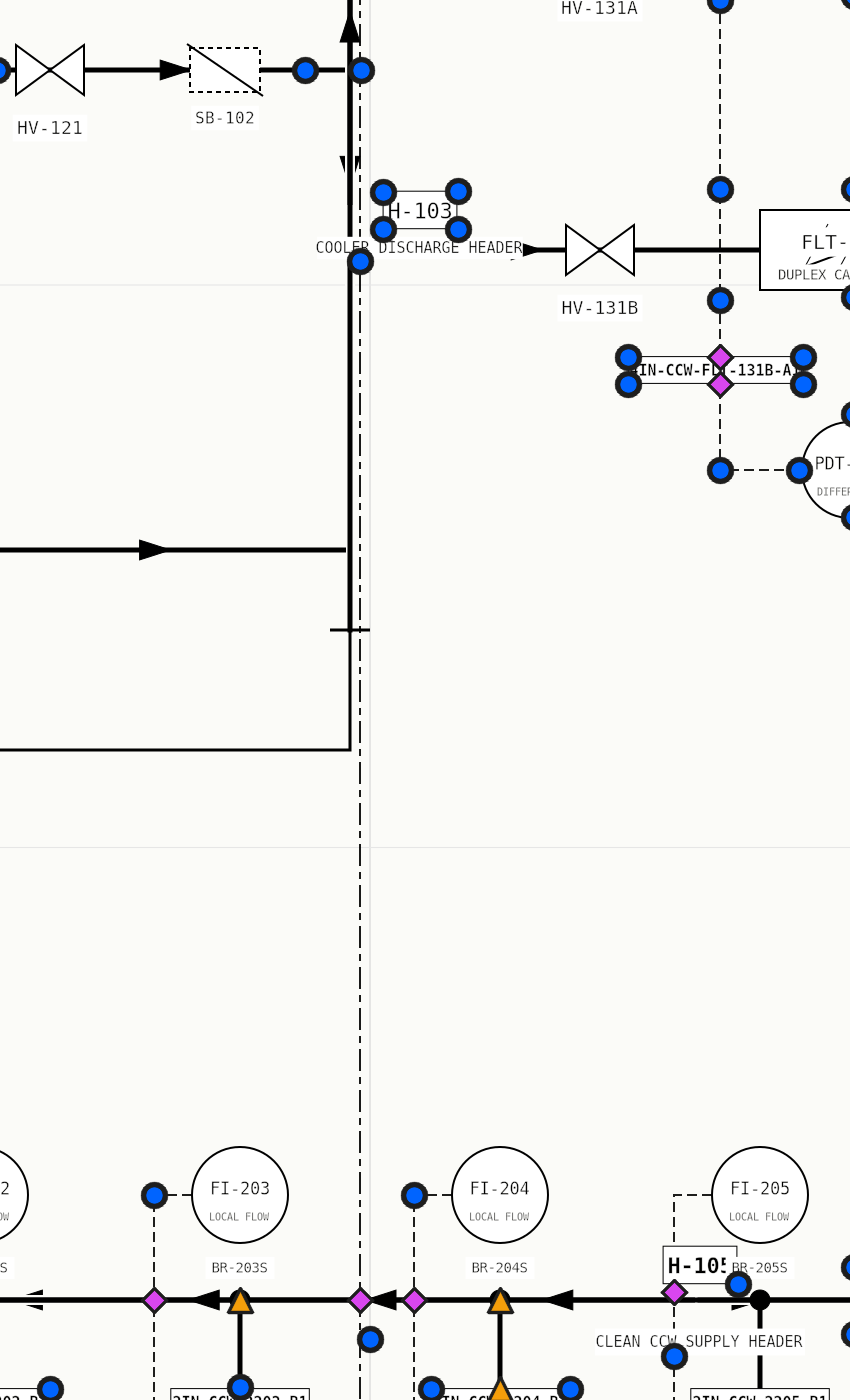 HV-131A
SB-102
HV-121
H-103
COOLER DISCHARGE HEADER
FLT-
DUPLEX CA
HV-131B
PDT-
DIFFER
FI-203
LOCAL FLOW
FI-204
LOCAL FLOW
FI-205
LOCAL FLOW
BR-203S
BR-204S
H-105
BR-205S
CLEAN CCW SUPPLY HEADER